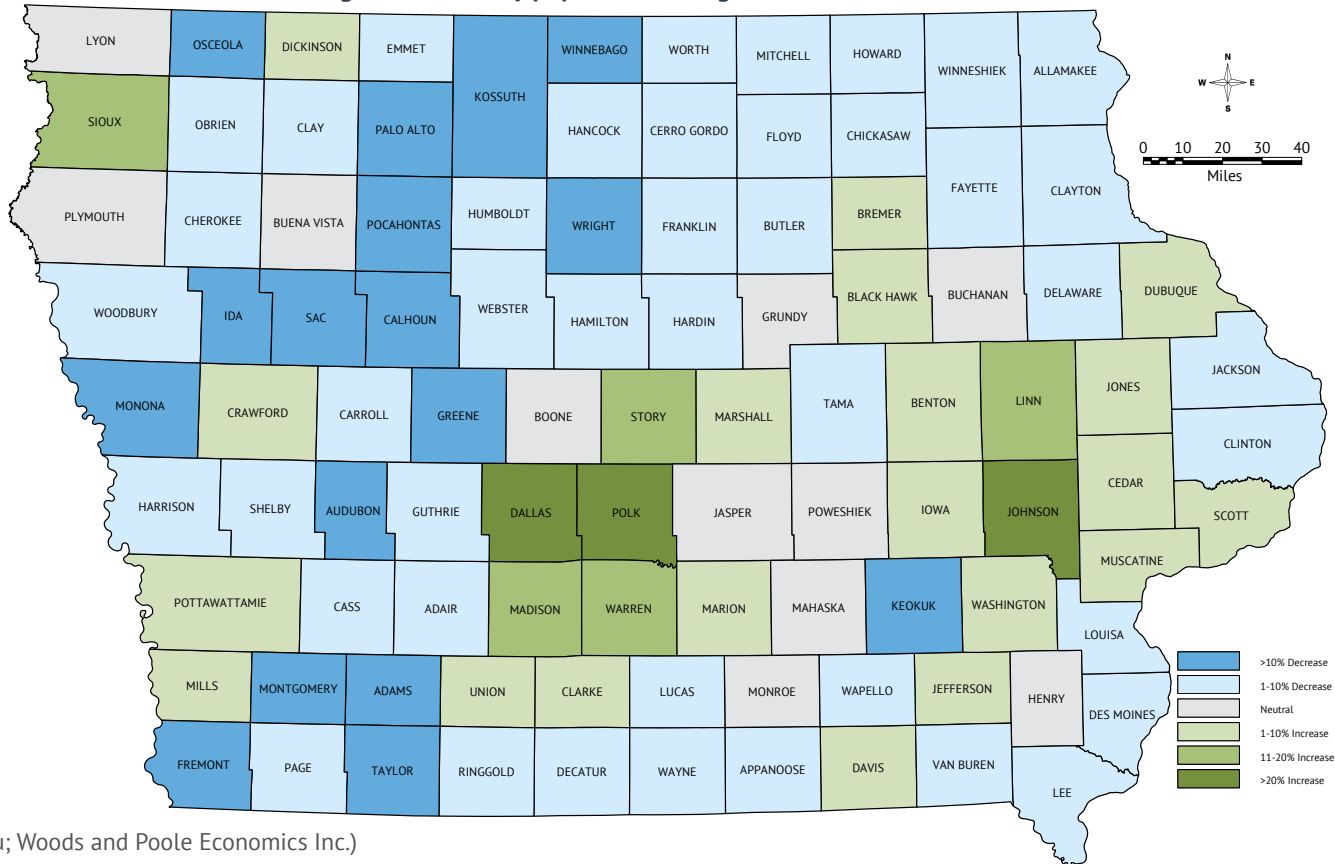 LYON
OSCEOLA
DICKINSON
EMMET
KOSSUTH
WINNEBAGO
WORTH
MITCHELL
HOWARD
WINNESHIEK
ALLAMAKEE
N
W E
S
SIOUX
OBRIEN
CLAY
PALO ALTO
HANCOCK
CERRO GORDO
FLOYD
CHICKASAW
0 10 20 30 40
Miles
PLYMOUTH
CHEROKEE
BUENA VISTA
POCAHONTAS
HUMBOLDT
WRIGHT
FRANKLIN
BUTLER
BREMER
FAYETTE
CLAYTON
WOODBURY
IDA
SAC
CALHOUN
WEBSTER
HAMILTON
HARDIN
GRUNDY
BLACK HAWK
BUCHANAN
DELAWARE
DUBUQUE
MONONA
CRAWFORD
CARROLL
GREENE
BOONE
STORY
MARSHALL
TAMA
BENTON
LINN
JONES
JACKSON
CLINTON
HARRISON
SHELBY
AUDUBON
GUTHRIE
DALLAS
POLK
JASPER
POWESHIEK
IOWA
JOHNSON
CEDAR
SCOTT
MUSCATINE
POTTAWATTAMIE
CASS
ADAIR
MADISON
WARREN
MARION
MAHASKA
KEOKUK
WASHINGTON
LOUISA
MILLS
MONTGOMERY
ADAMS
UNION
CLARKE
LUCAS
MONROE
WAPELLO
JEFFERSON
HENRY
DES MOINES
FREMONT
PAGE
TAYLOR
RINGGOLD
DECATUR
WAYNE
APPANOOSE
DAVIS
VAN BUREN
LEE
>10% Decrease
1-10% Decrease
Neutral
1-10% Increase
11-20% Increase
>20% Increase
u; Woods and Poole Economics Inc.)